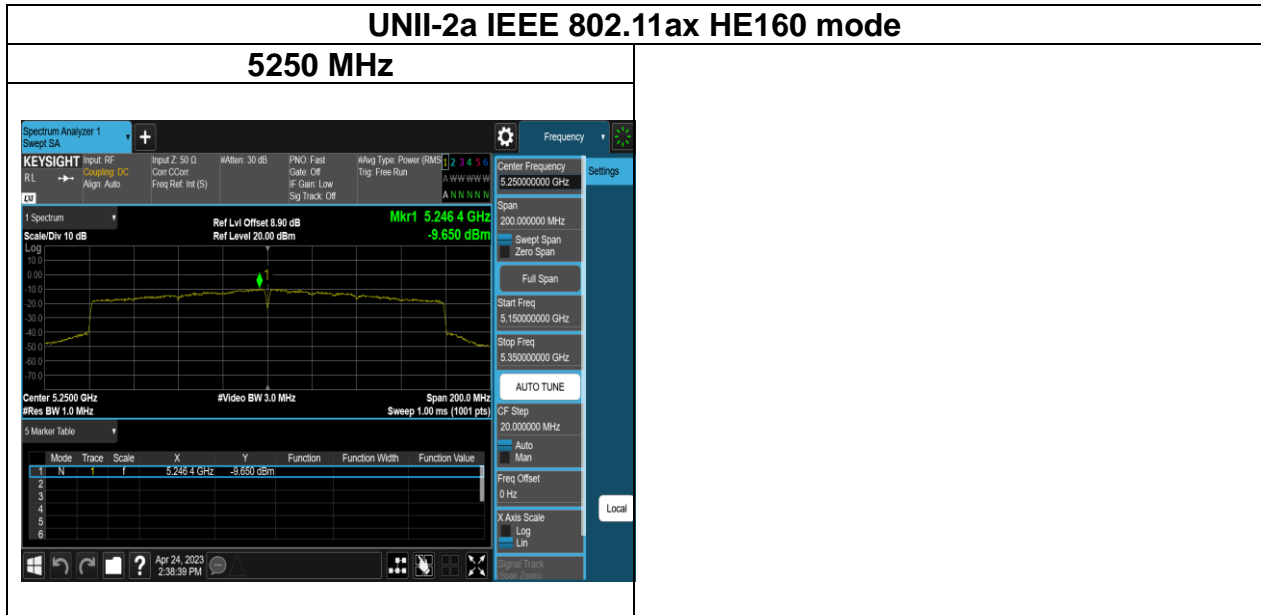 UNII-2a IEEE 802.11ax HE160 mode
5250 MHz
Spectrum Analyzer 1
Swept SA
+
Frequency
KEYSIGHT
RL
LXI
Input: RF
Coupling: DC
Align: Auto
Input Z: 50 Ω
Corr CCorr
Freq Ref: Int (S)
#Atten: 30 dB
PNO: Fast
Gate: Off
IF Gain: Low
Sig Track: Off
#Avg Type: Power (RMS
Trig: Free Run
1 2 3 4 5 6
A W W W W W
A N N N N N
1 Spectrum
Scale/Div 10 dB
Ref Lvl Offset 8.90 dB
Ref Level 20.00 dBm
Mkr1 5.246 4 GHz
-9.650 dBm
Log
10.0
0.00
-10.0
-20.0
-30.0
-40.0
-50.0
-60.0
-70.0
1
Center 5.2500 GHz
#Res BW 1.0 MHz
#Video BW 3.0 MHz
Span 200.0 MHz
Sweep 1.00 ms (1001 pts)
5 Marker Table
Mode Trace Scale X Y Function Function Width Function Value
1 N 1 f 5.246 4 GHz -9.650 dBm
2
3
4
5
6
? Apr 24, 2023
2:38:39 PM
Center Frequency
5.250000000 GHz
Span
200.000000 MHz
Swept Span
Zero Span
Full Span
Start Freq
5.150000000 GHz
Stop Freq
5.350000000 GHz
AUTO TUNE
CF Step
20.000000 MHz
Auto
Man
Freq Offset
0 Hz
X Axis Scale
Log
Lin
Signal Track
(Span Zoom)
Settings
Local